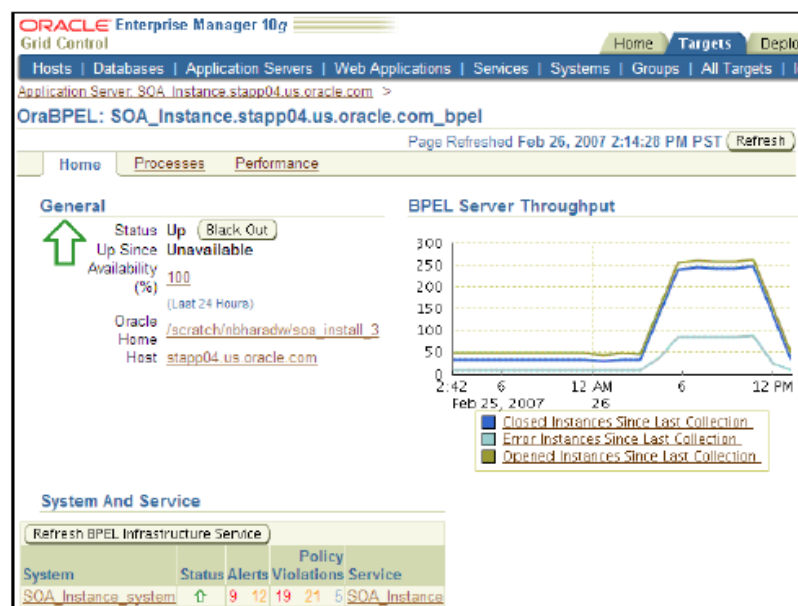 ORACLE Enterprise Manager 10g
Grid Control
Home Targets Deplo
Hosts | Databases | Application Servers | Web Applications | Services | Systems | Groups | All Targets |
Application Server: SOA_Instance.stapp04.us.oracle.com >
OraBPEL: SOA_Instance.stapp04.us.oracle.com_bpel
Page Refreshed Feb 26, 2007 2:14:28 PM PST Refresh
Home Processes Performance
General
Status Up Black Out
Up Since Unavailable
Availability (%) 100
(Last 24 Hours)
Oracle Home /scratch/nbharadw/soa_install_3
Host stapp04.us.oracle.com
BPEL Server Throughput
300
250
200
150
100
50
0
2:42 6 12 AM 6 12 PM
Feb 25, 2007 26
Closed Instances Since Last Collection
Error Instances Since Last Collection
Opened Instances Since Last Collection
System And Service
Refresh BPEL Infrastructure Service
Policy
System Status Alerts Violations Service
SOA_Instance_system 9 12 19 21 5 SOA_Instance